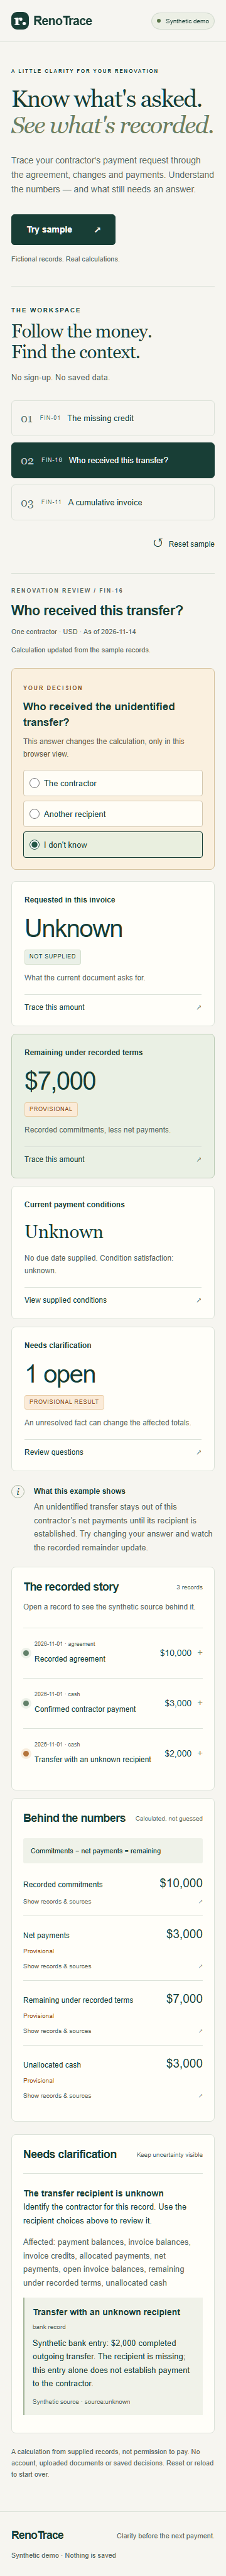 r. RenoTrace
Synthetic demo
A LITTLE CLARITY FOR YOUR RENOVATION
Know what's asked.
See what's recorded.
Trace your contractor's payment request through
the agreement, changes and payments. Understand
the numbers — and what still needs an answer.
Try sample ↗
Fictional records. Real calculations.
THE WORKSPACE
Follow the money.
Find the context.
No sign-up. No saved data.
01 FIN-01 The missing credit
02 FIN-16 Who received this transfer?
03 FIN-11 A cumulative invoice
Reset sample
RENOVATION REVIEW / FIN-16
Who received this transfer?
One contractor · USD · As of 2026-11-14
Calculation updated from the sample records.
YOUR DECISION
Who received the unidentified
transfer?
This answer changes the calculation, only in this
browser view.
The contractor
Another recipient
I don't know
Requested in this invoice
Unknown
NOT SUPPLIED
What the current document asks for.
Trace this amount ↗
Remaining under recorded terms
$7,000
PROVISIONAL
Recorded commitments, less net payments.
Trace this amount ↗
Current payment conditions
Unknown
No due date supplied. Condition satisfaction:
unknown.
View supplied conditions ↗
Needs clarification
1 open
PROVISIONAL RESULT
An unresolved fact can change the affected totals.
Review questions ↗
i What this example shows
An unidentified transfer stays out of this
contractor's net payments until its recipient is
established. Try changing your answer and watch
the recorded remainder update.
The recorded story 3 records
Open a record to see the synthetic source behind it.
2026-11-01 · agreement
Recorded agreement $10,000 +
2026-11-01 · cash
Confirmed contractor payment $3,000 +
2026-11-01 · cash
Transfer with an unknown recipient $2,000 +
Behind the numbers Calculated, not guessed
Commitments − net payments = remaining
Recorded commitments $10,000
Show records & sources ↗
Net payments $3,000
Provisional
Show records & sources ↗
Remaining under recorded terms $7,000
Provisional
Show records & sources ↗
Unallocated cash $3,000
Provisional
Show records & sources ↗
Needs clarification Keep uncertainty visible
The transfer recipient is unknown
Identify the contractor for this record. Use the
recipient choices above to review it.
Affected: payment balances, invoice balances,
invoice credits, allocated payments, net
payments, open invoice balances, remaining
under recorded terms, unallocated cash
Transfer with an unknown recipient
bank record
Synthetic bank entry: $2,000 completed
outgoing transfer. The recipient is missing;
this entry alone does not establish payment
to the contractor.
Synthetic source · source:unknown
A calculation from supplied records, not permission to pay. No
account, uploaded documents or saved decisions. Reset or reload
to start over.
RenoTrace Clarity before the next payment.
Synthetic demo · Nothing is saved